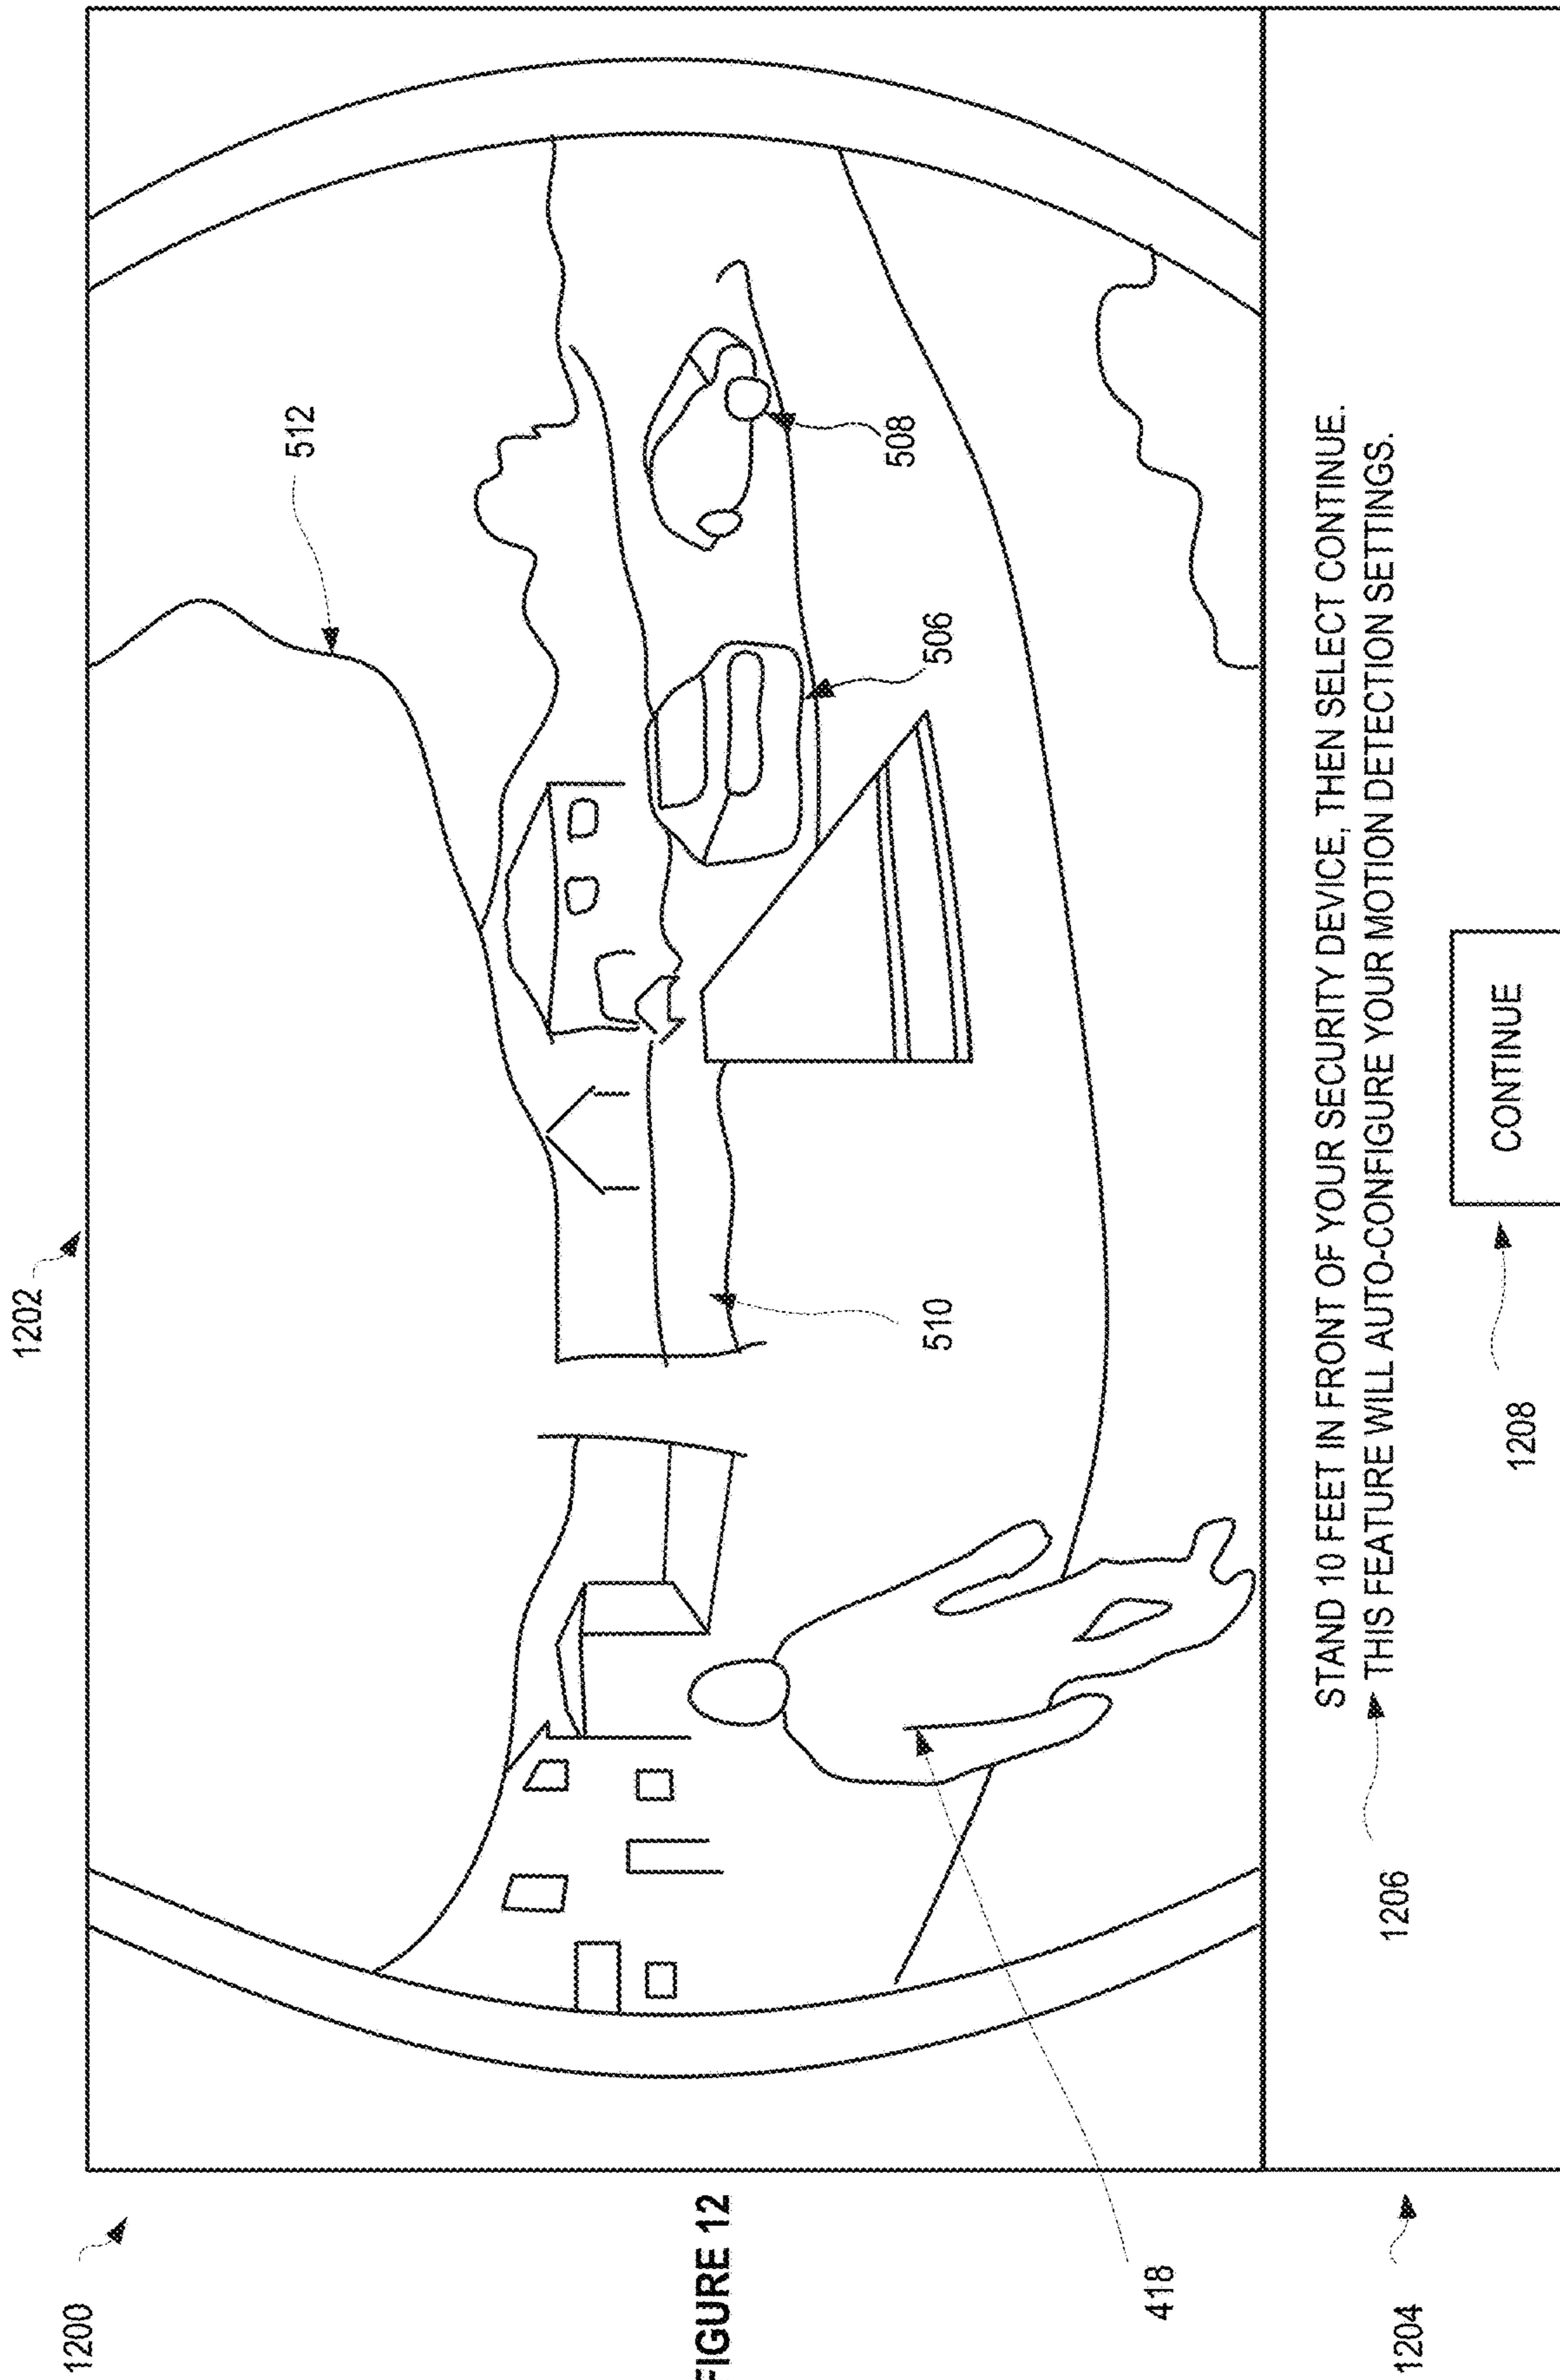 1200
1202
512
508
506
510
418
FIGURE 12
1204
1206
STAND 10 FEET IN FRONT OF YOUR SECURITY DEVICE, THEN SELECT CONTINUE.
THIS FEATURE WILL AUTO-CONFIGURE YOUR MOTION DETECTION SETTINGS.
1208
CONTINUE